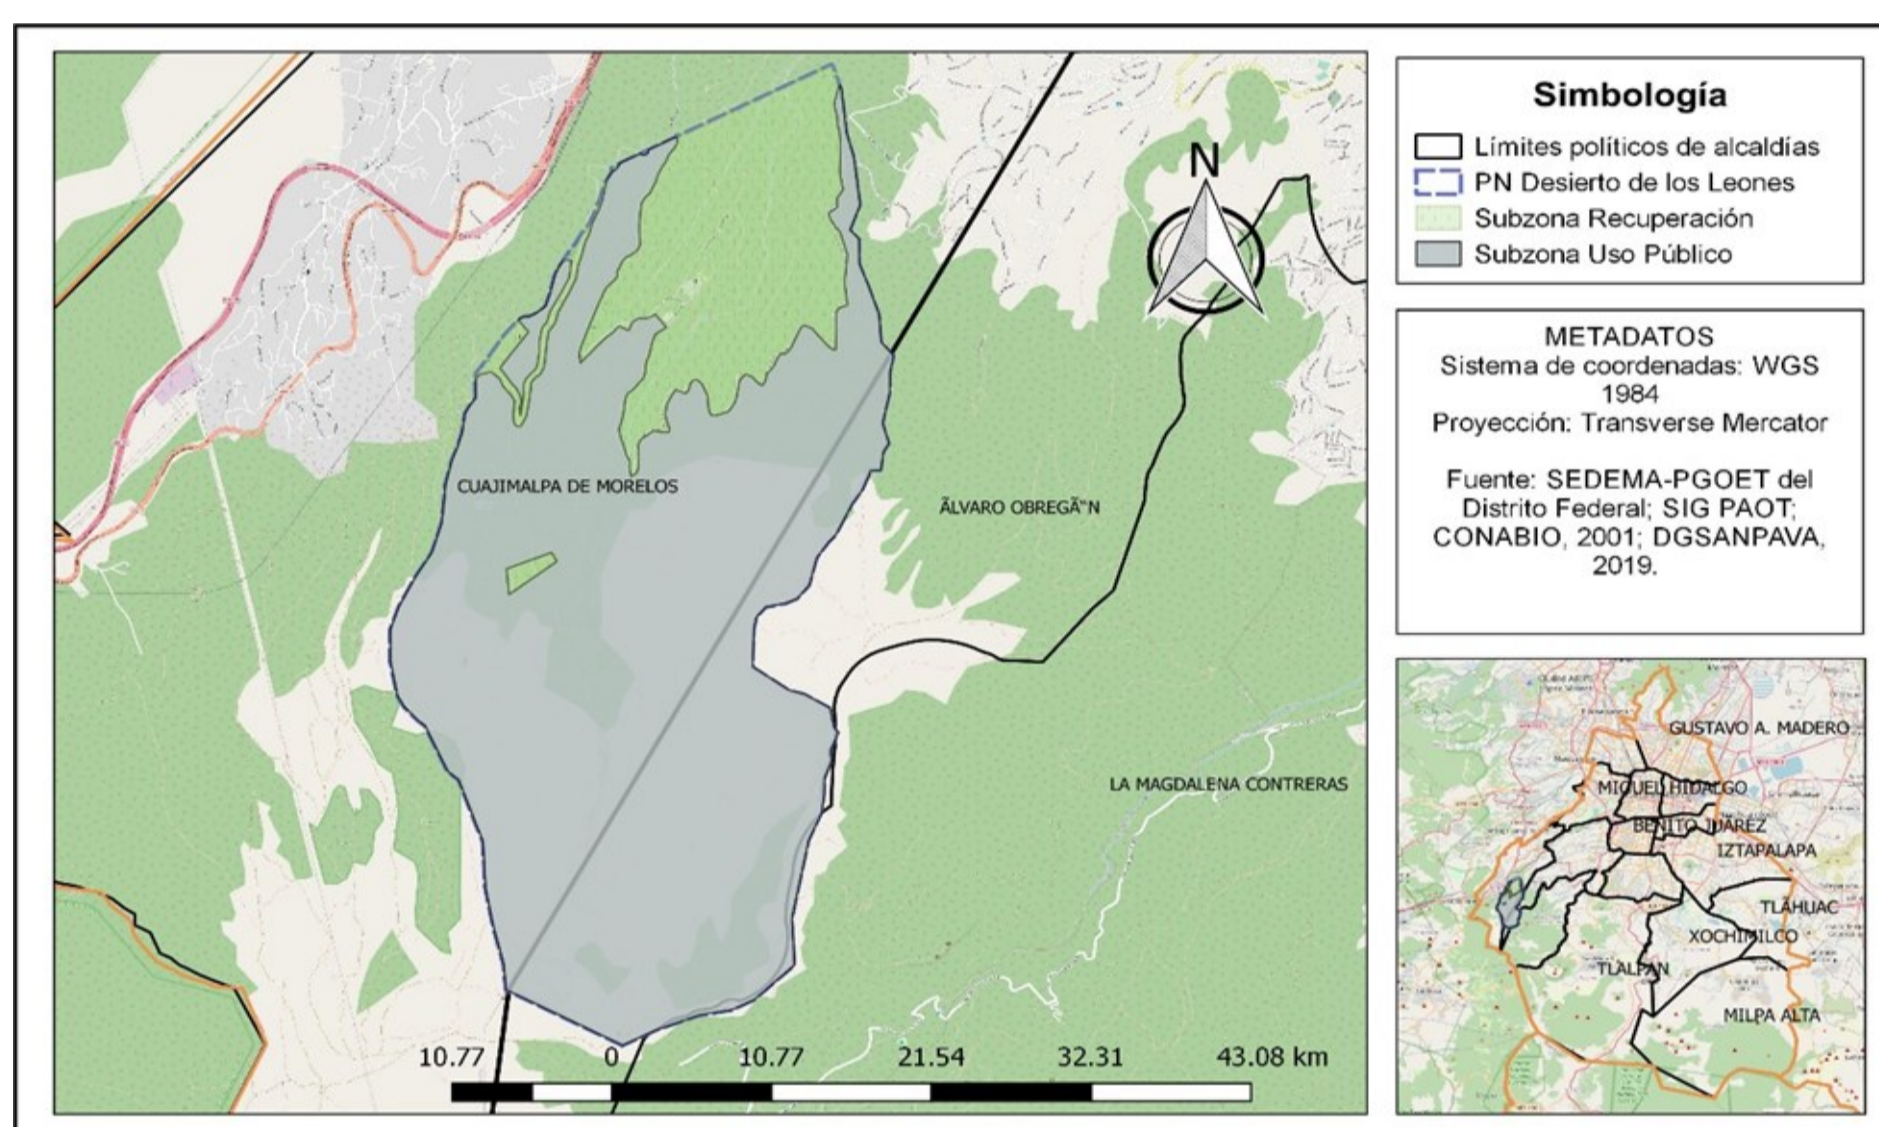 N
CUAJIMALPA DE MORELOS
ÃLVARO OBREGÃ“N
LA MAGDALENA CONTRERAS
10.77 0 10.77 21.54 32.31 43.08 km
Simbología
Límites políticos de alcaldías
PN Desierto de los Leones
Subzona Recuperación
Subzona Uso Público
METADATOS
Sistema de coordenadas: WGS
1984
Proyección: Transverse Mercator
Fuente: SEDEMA-PGOET del
Distrito Federal; SIG PAOT;
CONABIO, 2001; DGSANPAVA,
2019.
GUSTAVO A. MADERO
MIGUEL HIDALGO
BENITO JUÁREZ
IZTAPALAPA
TLÁHUAC
XOCHIMILCO
TLALPAN
MILPA ALTA